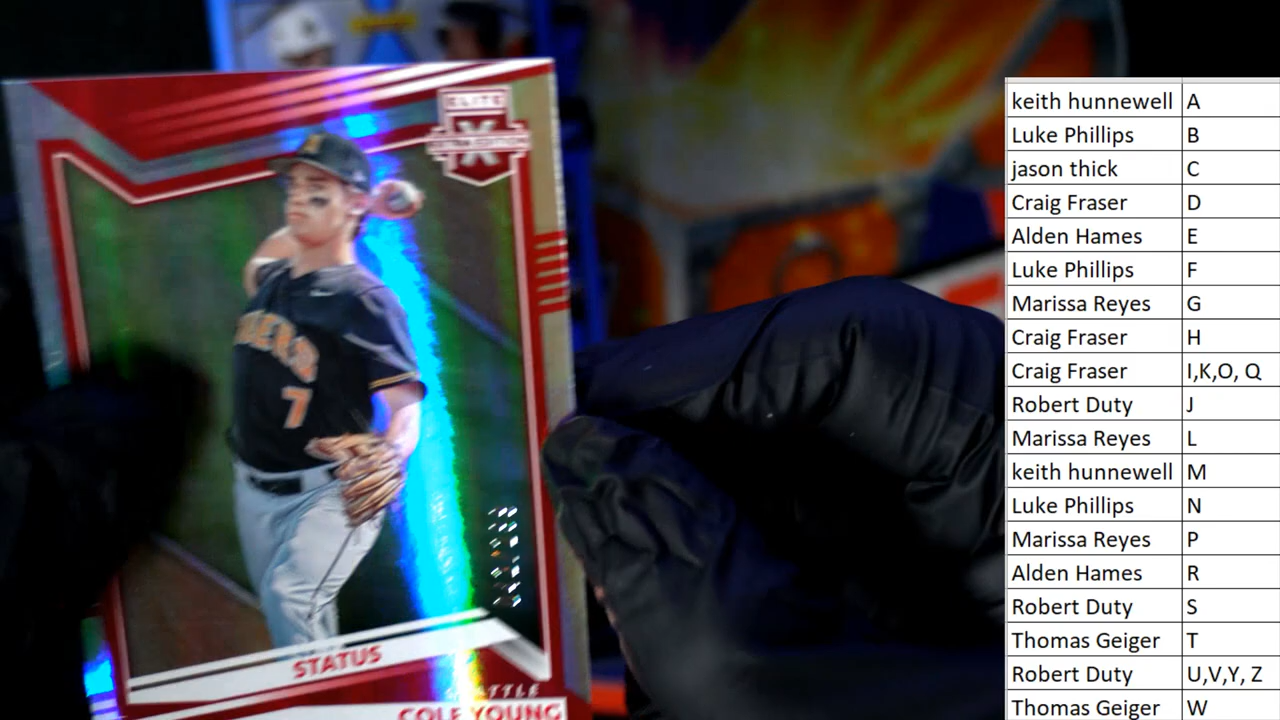 ELITE
X
7
STATUS
COLE YOUNG
keith hunnewell A
Luke Phillips B
jason thick C
Craig Fraser D
Alden Hames E
Luke Phillips F
Marissa Reyes G
Craig Fraser H
Craig Fraser I,K,O, Q
Robert Duty J
Marissa Reyes L
keith hunnewell M
Luke Phillips N
Marissa Reyes P
Alden Hames R
Robert Duty S
Thomas Geiger T
Robert Duty U,V,Y, Z
Thomas Geiger W